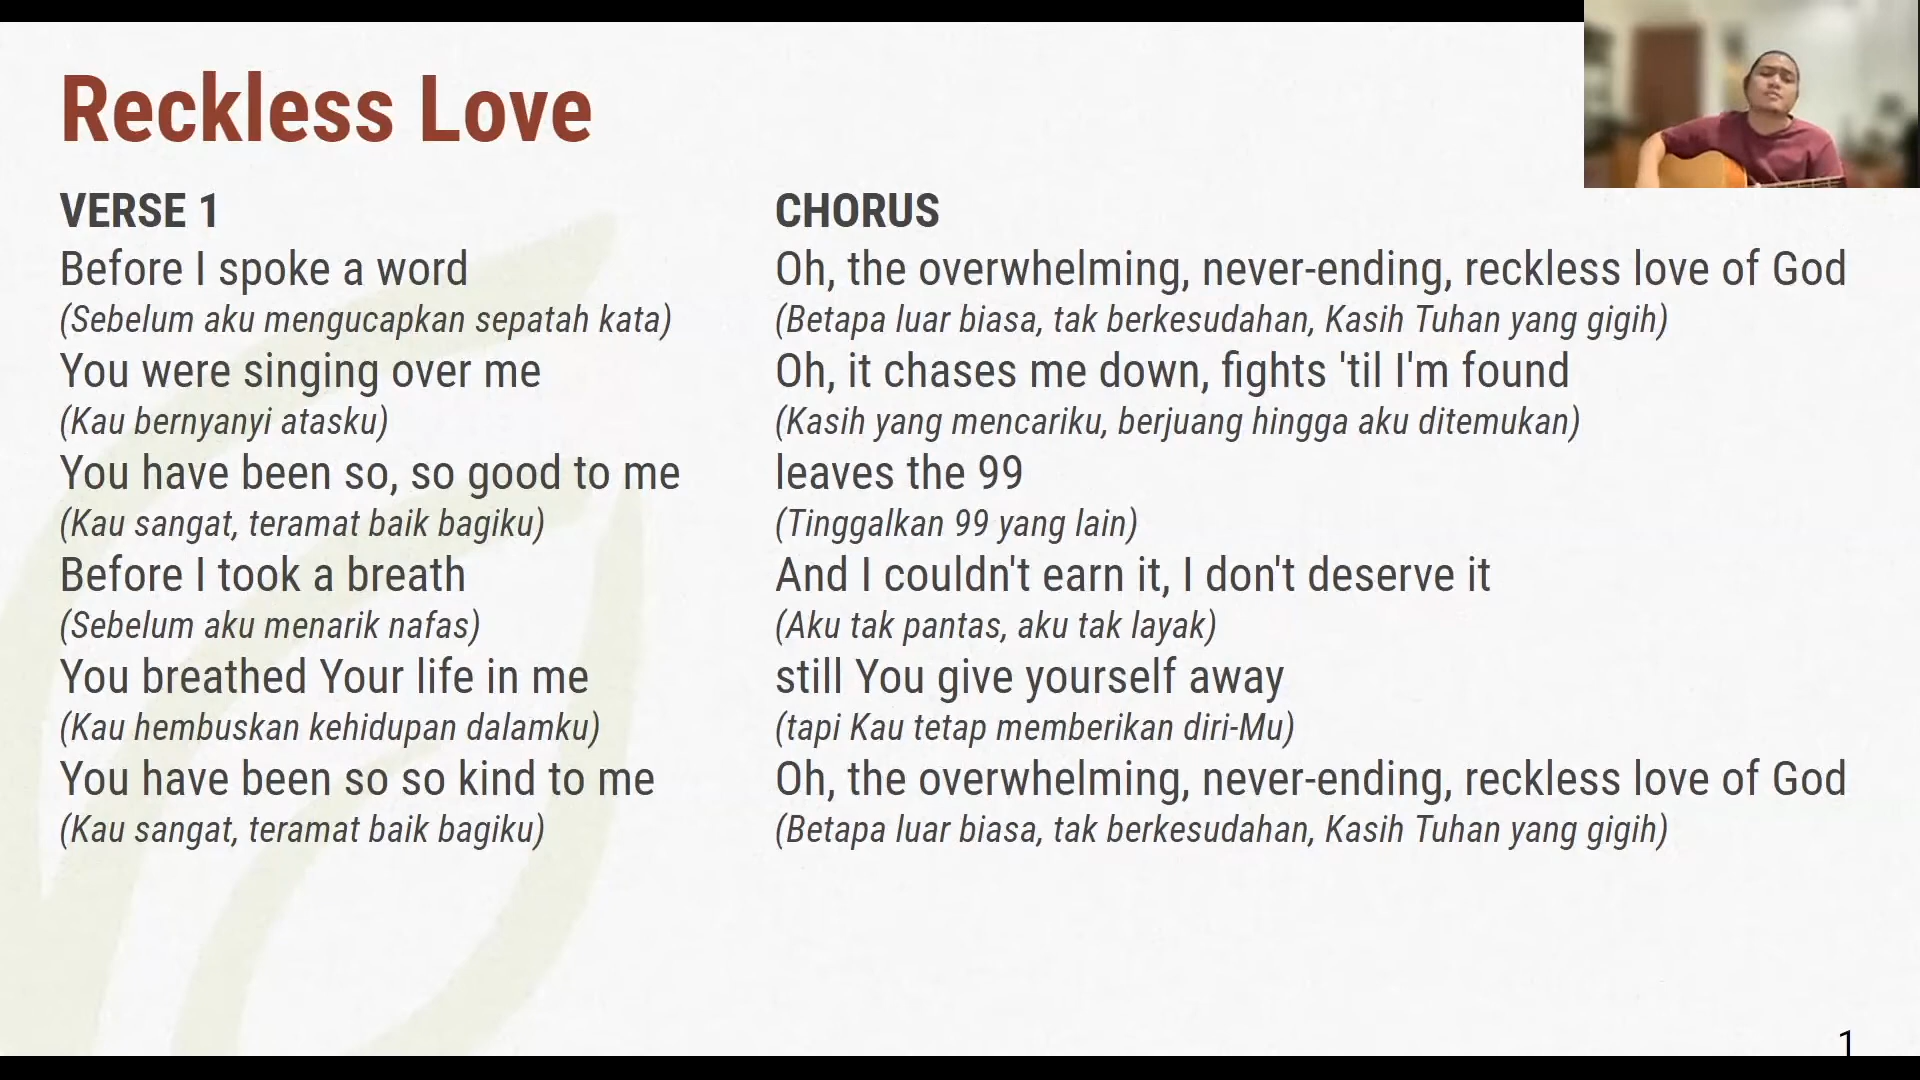 Reckless Love
VERSE 1
Before I spoke a word
(Sebelum aku mengucapkan sepatah kata)
You were singing over me
(Kau bernyanyi atasku)
You have been so, so good to me
(Kau sangat, teramat baik bagiku)
Before I took a breath
(Sebelum aku menarik nafas)
You breathed Your life in me
(Kau hembuskan kehidupan dalamku)
You have been so so kind to me
(Kau sangat, teramat baik bagiku)
CHORUS
Oh, the overwhelming, never-ending, reckless love of God
(Betapa luar biasa, tak berkesudahan, Kasih Tuhan yang gigih)
Oh, it chases me down, fights 'til I'm found
(Kasih yang mencariku, berjuang hingga aku ditemukan)
leaves the 99
(Tinggalkan 99 yang lain)
And I couldn't earn it, I don't deserve it
(Aku tak pantas, aku tak layak)
still You give yourself away
(tapi Kau tetap memberikan diri-Mu)
Oh, the overwhelming, never-ending, reckless love of God
(Betapa luar biasa, tak berkesudahan, Kasih Tuhan yang gigih)
1